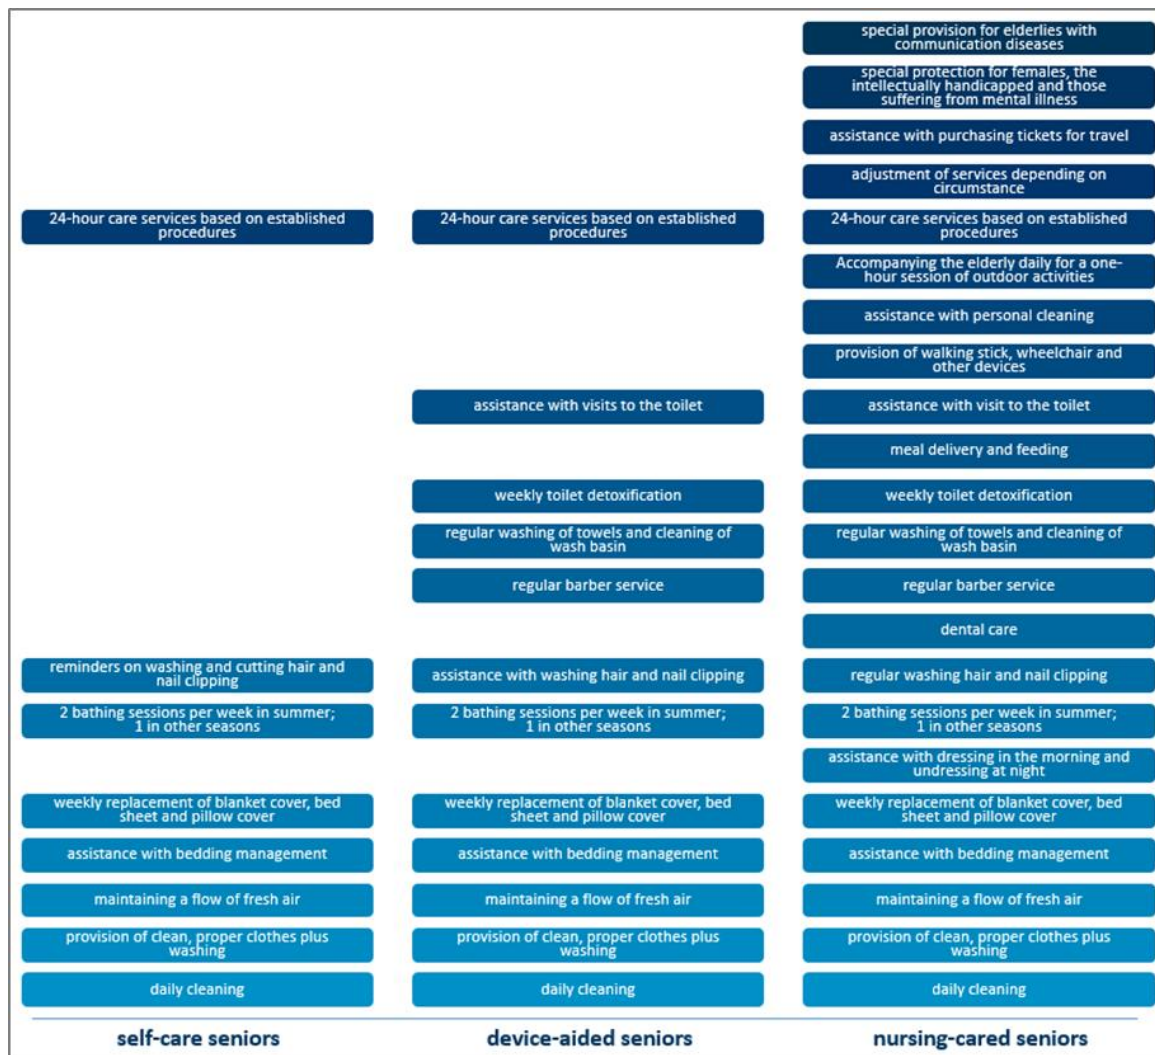 special provision for elderlies with
communication diseases
special protection for females, the
intellectually handicapped and those
suffering from mental illness
assistance with purchasing tickets for travel
adjustment of services depending on
circumstance
24-hour care services based on established
procedures
24-hour care services based on established
procedures
24-hour care services based on established
procedures
Accompanying the elderly daily for a one-
hour session of outdoor activities
assistance with personal cleaning
provision of walking stick, wheelchair and
other devices
assistance with visits to the toilet
assistance with visit to the toilet
meal delivery and feeding
weekly toilet detoxification
weekly toilet detoxification
regular washing of towels and cleaning of
wash basin
regular washing of towels and cleaning of
wash basin
regular barber service
regular barber service
dental care
reminders on washing and cutting hair and
nail clipping
assistance with washing hair and nail clipping
regular washing hair and nail clipping
2 bathing sessions per week in summer;
1 in other seasons
2 bathing sessions per week in summer;
1 in other seasons
2 bathing sessions per week in summer;
1 in other seasons
assistance with dressing in the morning and
undressing at night
weekly replacement of blanket cover, bed
sheet and pillow cover
weekly replacement of blanket cover, bed
sheet and pillow cover
weekly replacement of blanket cover, bed
sheet and pillow cover
assistance with bedding management
assistance with bedding management
assistance with bedding management
maintaining a flow of fresh air
maintaining a flow of fresh air
maintaining a flow of fresh air
provision of clean, proper clothes plus
washing
provision of clean, proper clothes plus
washing
provision of clean, proper clothes plus
washing
daily cleaning
daily cleaning
daily cleaning
self-care seniors
device-aided seniors
nursing-cared seniors